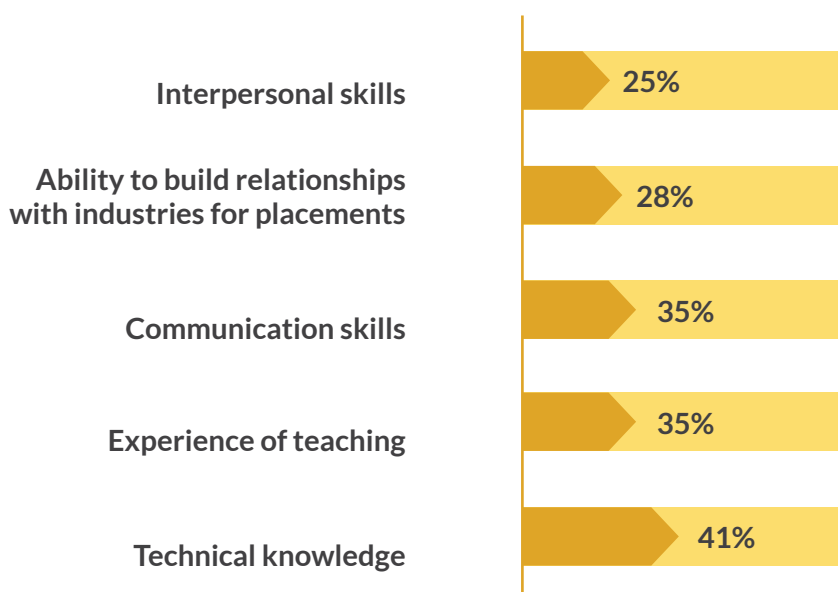 Interpersonal skills
25%
Ability to build relationships
with industries for placements
28%
Communication skills
35%
Experience of teaching
35%
Technical knowledge
41%